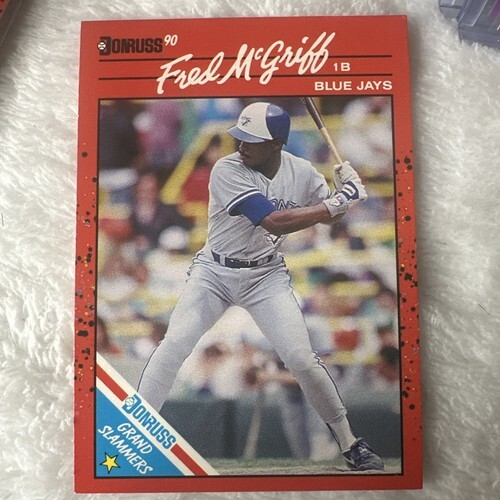 DONRUSS 90
Fred McGriff
1B
BLUE JAYS
DONRUSS
GRAND
SLAMMERS